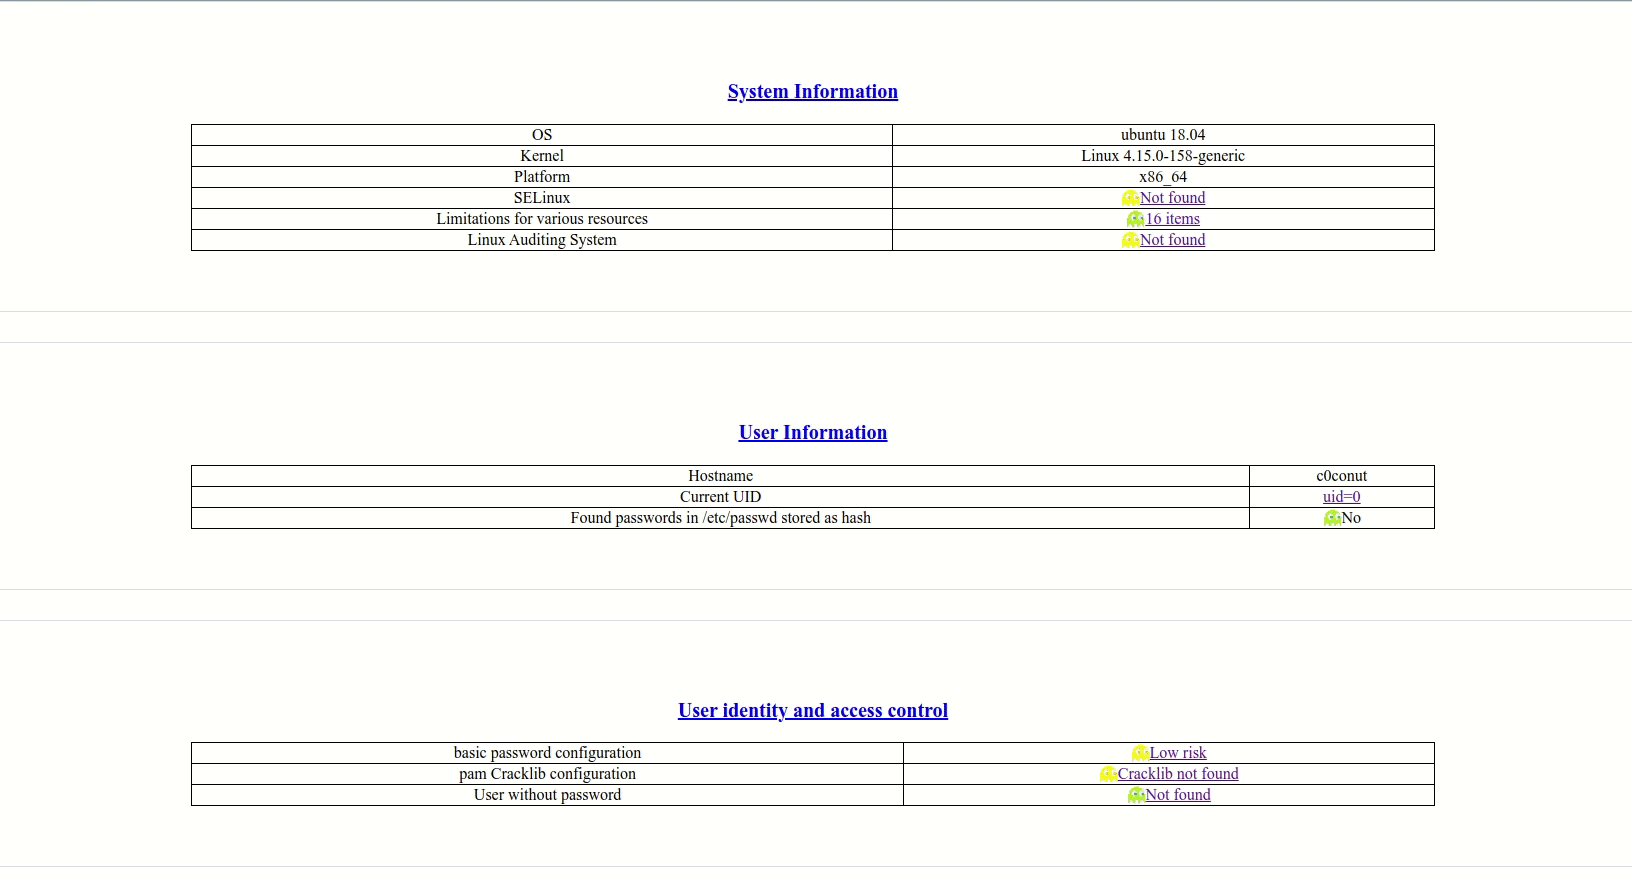 System Information
OS ubuntu 18.04
Kernel Linux 4.15.0-158-generic
Platform x86_64
SELinux Not found
Limitations for various resources 16 items
Linux Auditing System Not found
User Information
Hostname c0conut
Current UID uid=0
Found passwords in /etc/passwd stored as hash No
User identity and access control
basic password configuration Low risk
pam Cracklib configuration Cracklib not found
User without password Not found